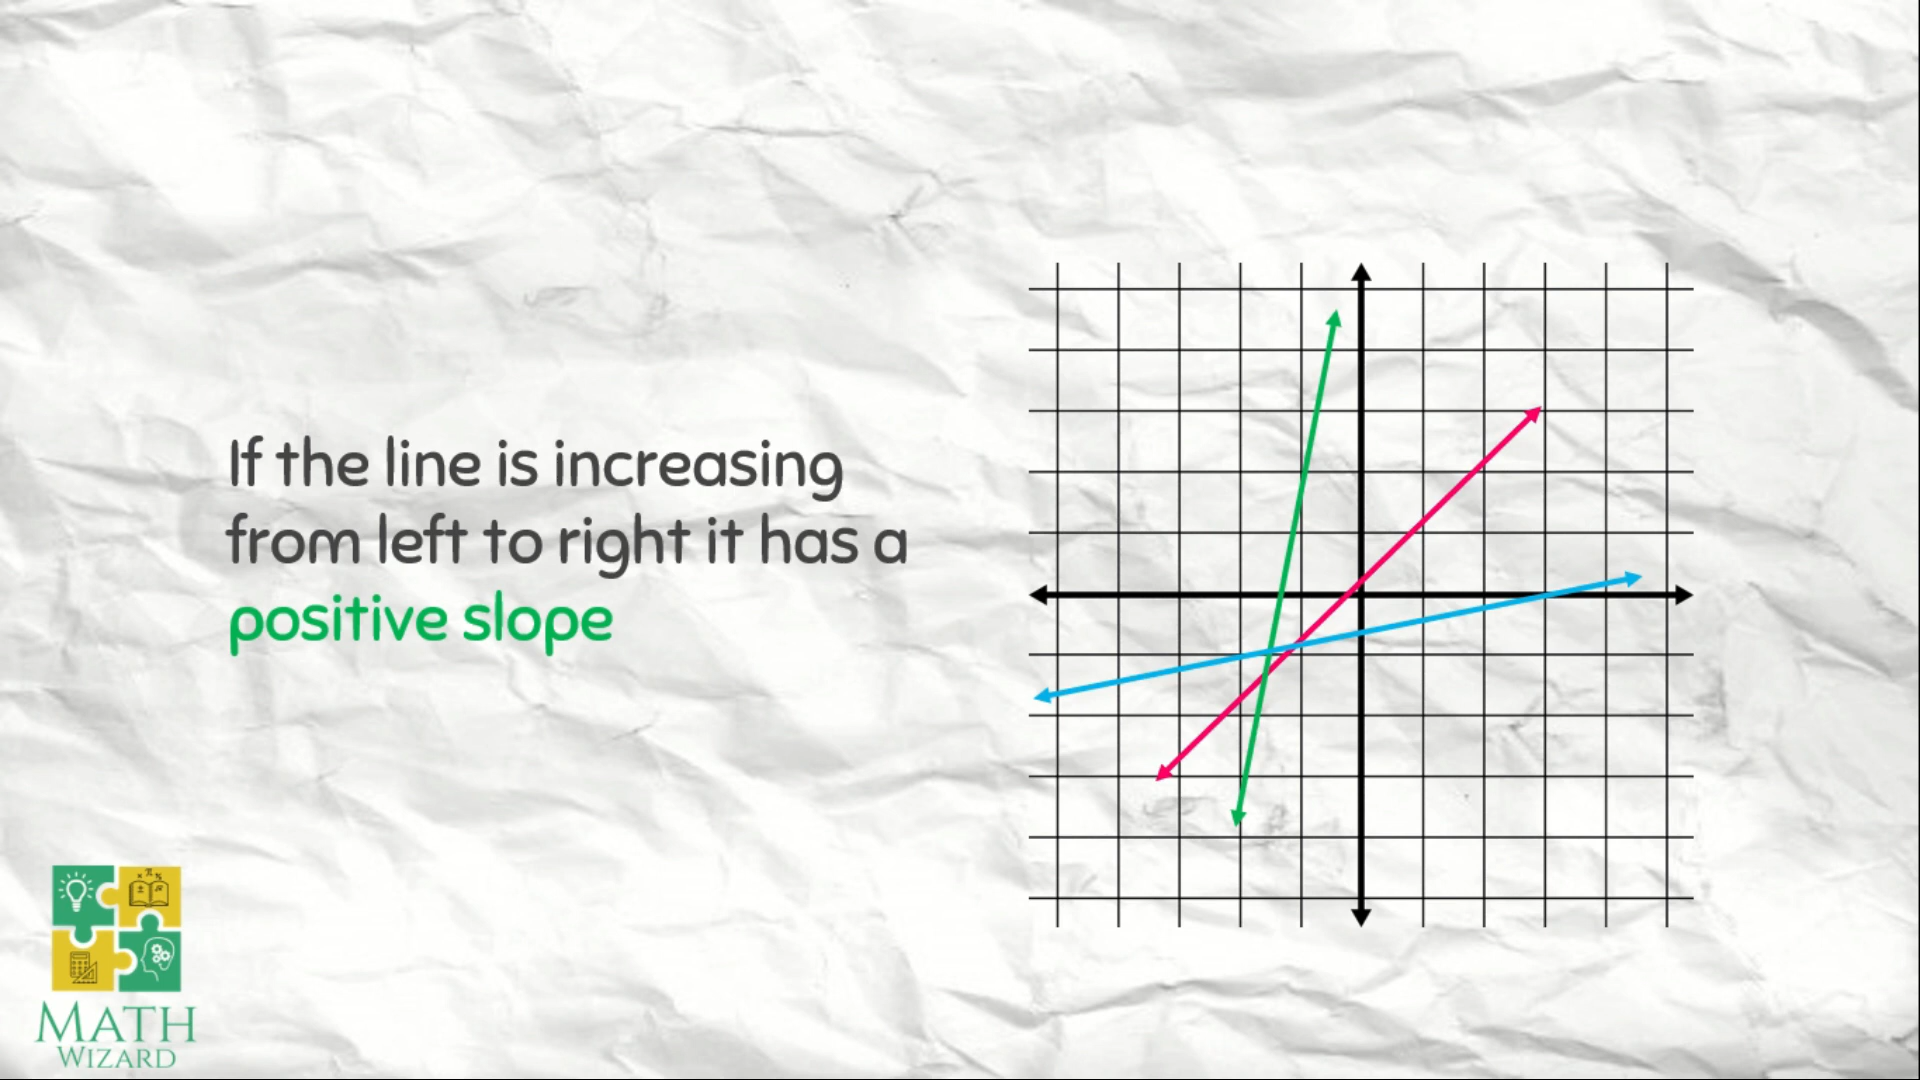 If the line is increasing
from left to right it has a
positive slope
MATH
WIZARD